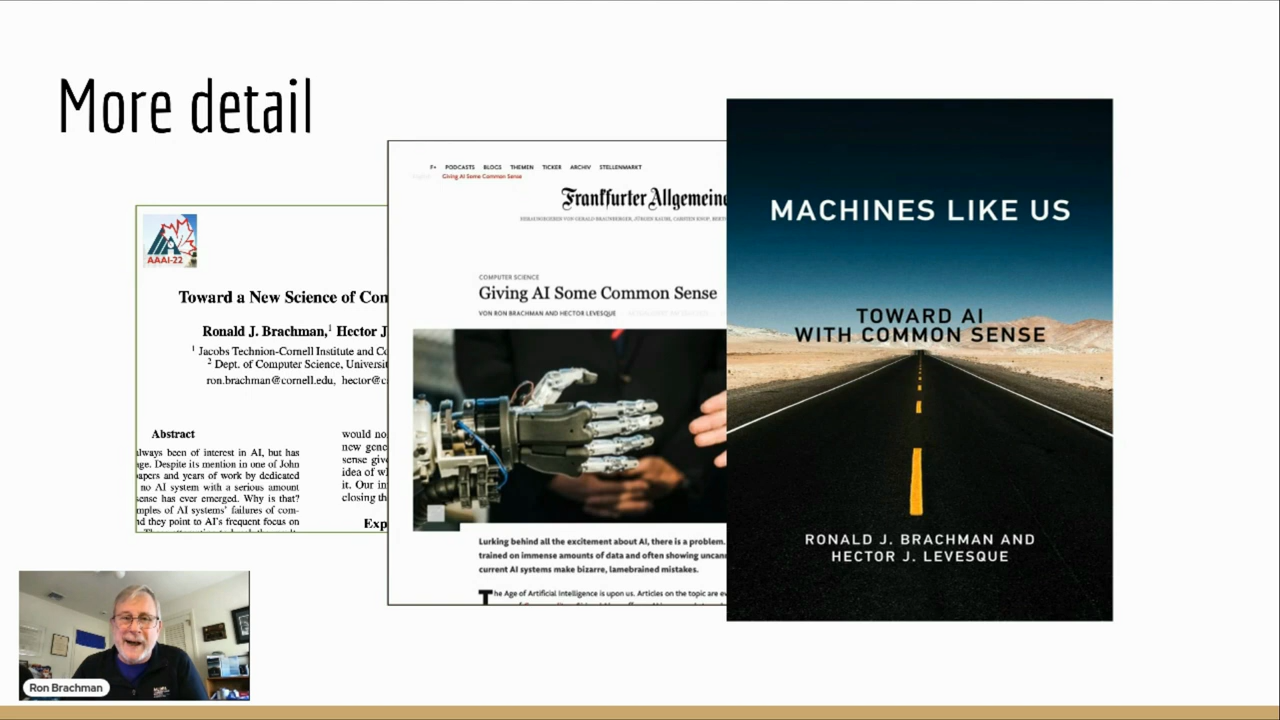 More detail
AAAI-22
Toward a New Science of Con
Ronald J. Brachman,¹ Hector J
¹ Jacobs Technion-Cornell Institute and Co
² Dept. of Computer Science, Universit
ron.brachman@cornell.edu, hector@c
Abstract
lways been of interest in AI, but has
ge. Despite its mention in one of John
apers and years of work by dedicated
no AI system with a serious amount
ense has ever emerged. Why is that?
mples of AI systems' failures of com-
nd they point to AI's frequent focus on
would no
new gene
sense give
idea of wh
it. Our in
closing th
Exp
F+ PODCASTS BLOGS THEMEN TICKER ARCHIV STELLENMARKT
Giving AI Some Common Sense
Frankfurter Allgemeine
HERAUSGEGEBEN VON GERALD BRAUNBERGER, JÜRGEN KAUBE, CARSTEN KNOP, BERT
COMPUTER SCIENCE
Giving AI Some Common Sense
VON RON BRACHMAN AND HECTOR LEVESQUE
Lurking behind all the excitement about AI, there is a problem.
trained on immense amounts of data and often showing uncan
current AI systems make bizarre, lamebrained mistakes.
The Age of Artificial Intelligence is upon us. Articles on the topic are ev
MACHINES LIKE US
TOWARD AI
WITH COMMON SENSE
RONALD J. BRACHMAN AND
HECTOR J. LEVESQUE
Ron Brachman